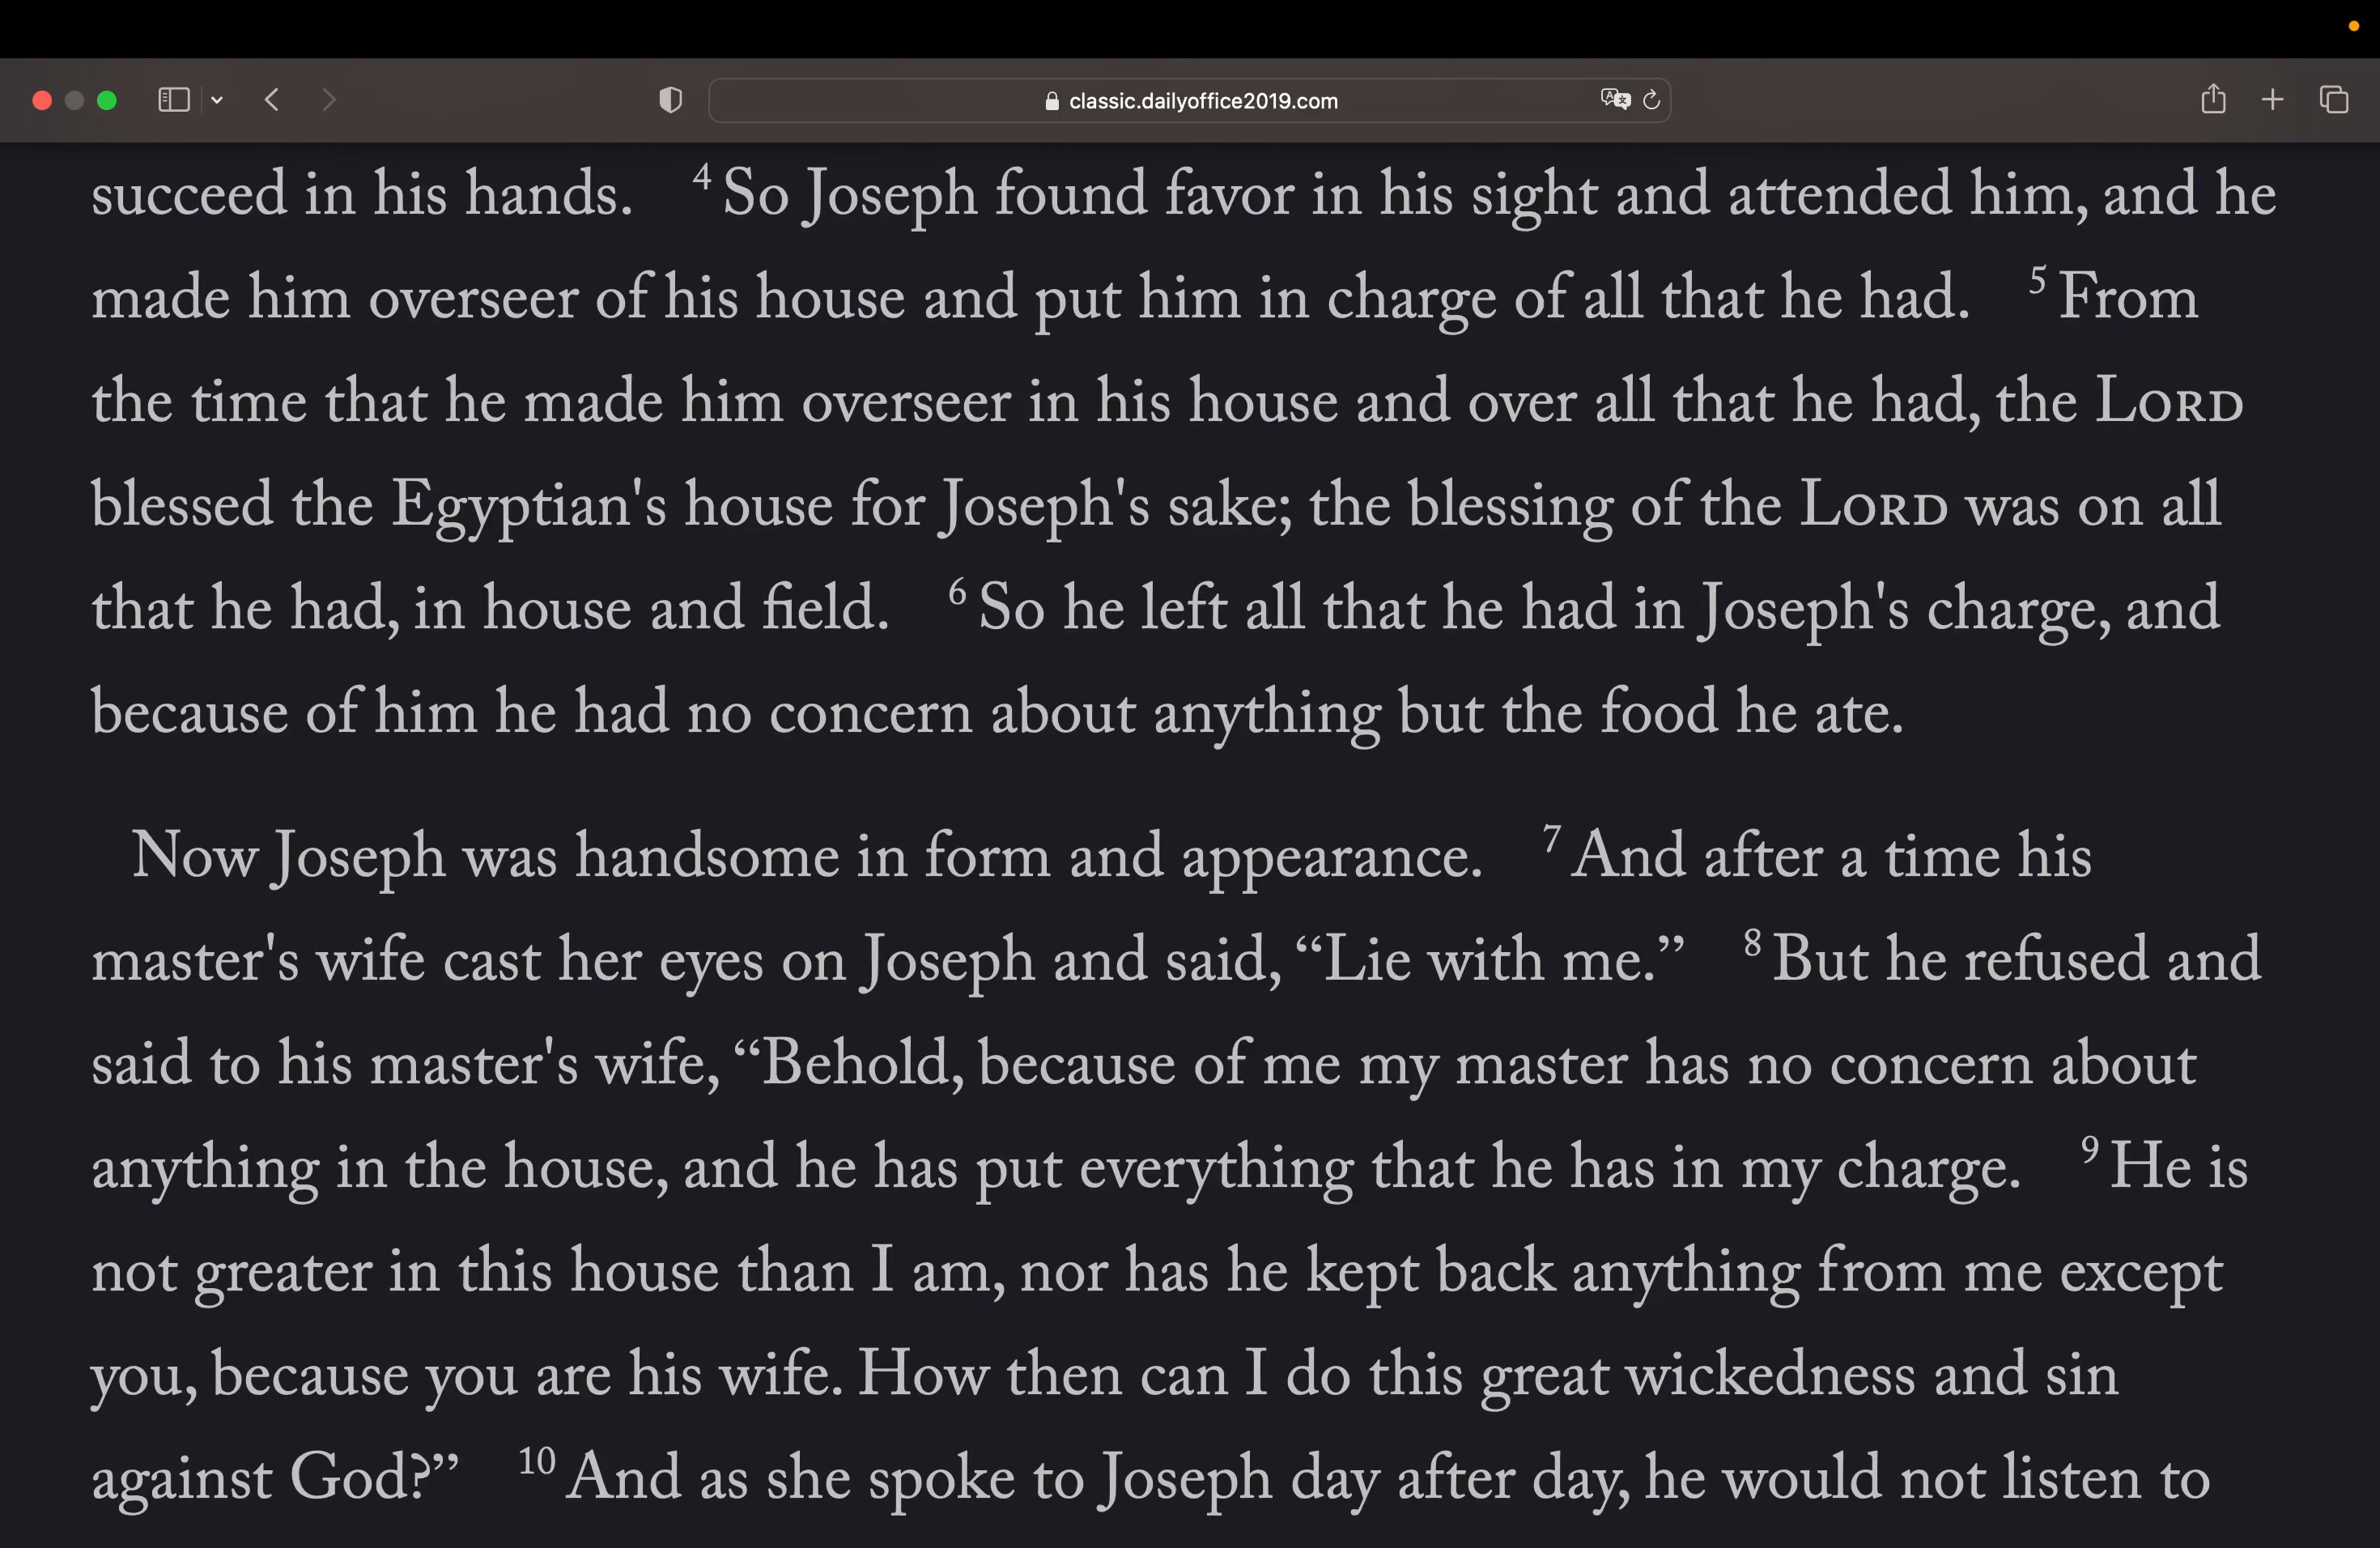 classic.dailyoffice2019.com
succeed in his hands. 4 So Joseph found favor in his sight and attended him, and he
made him overseer of his house and put him in charge of all that he had. 5 From
the time that he made him overseer in his house and over all that he had, the LORD
blessed the Egyptian's house for Joseph's sake; the blessing of the LORD was on all
that he had, in house and field. 6 So he left all that he had in Joseph's charge, and
because of him he had no concern about anything but the food he ate.
Now Joseph was handsome in form and appearance. 7 And after a time his
master's wife cast her eyes on Joseph and said, “Lie with me.” 8 But he refused and
said to his master's wife, “Behold, because of me my master has no concern about
anything in the house, and he has put everything that he has in my charge. 9 He is
not greater in this house than I am, nor has he kept back anything from me except
you, because you are his wife. How then can I do this great wickedness and sin
against God?” 10 And as she spoke to Joseph day after day, he would not listen to